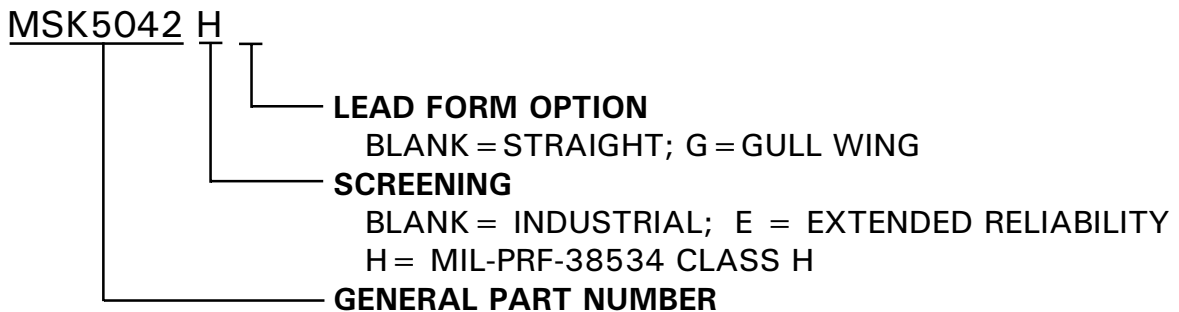 MSK5042 H
LEAD FORM OPTION
BLANK=STRAIGHT; G=GULL WING
SCREENING
BLANK= INDUSTRIAL; E = EXTENDED RELIABILITY
H= MIL-PRF-38534 CLASS H
GENERAL PART NUMBER